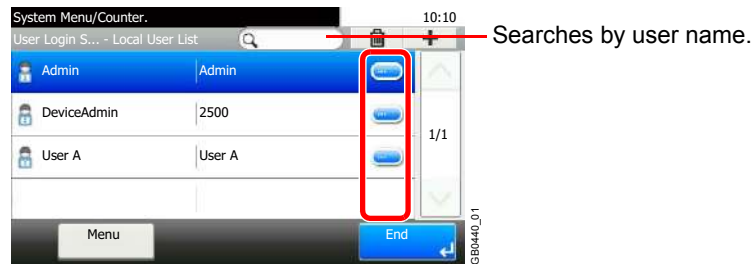 System Menu/Counter. 10:10
User Login S... - Local User List
Searches by user name.
Admin Admin
DeviceAdmin 2500
1/1
User A User A
Menu End
GB0440_01